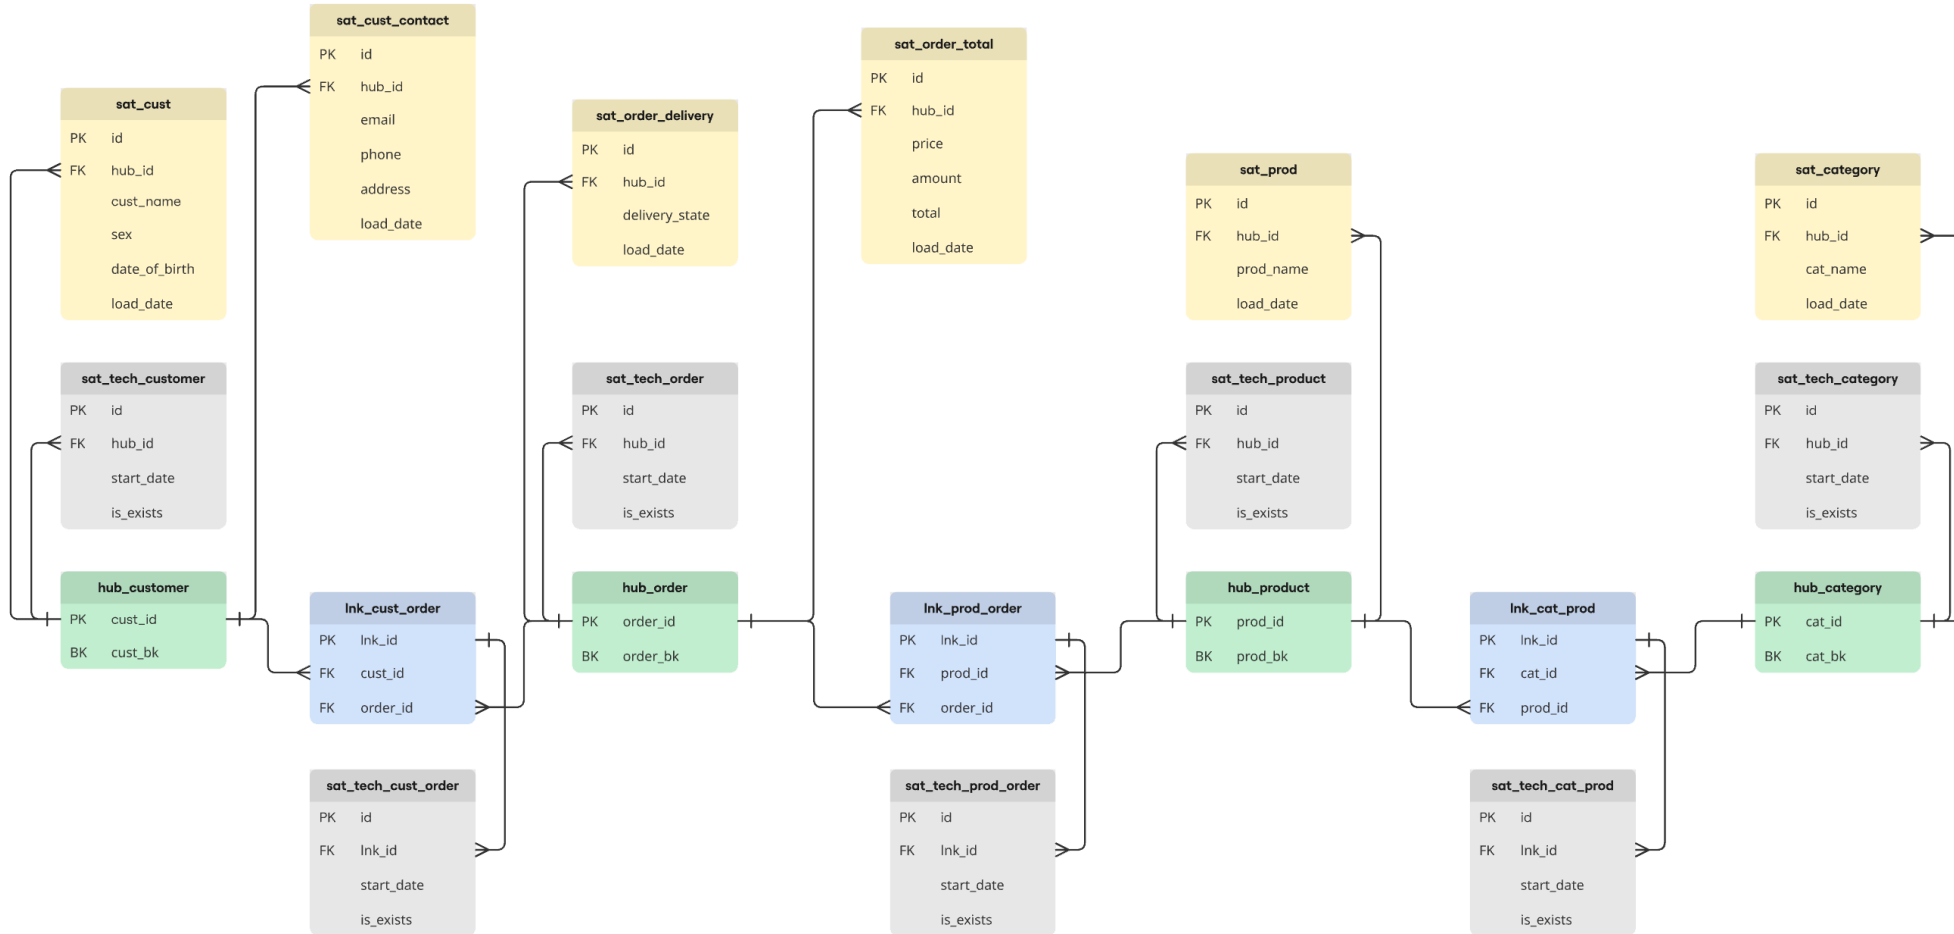 sat_cust_contact
PK id
FK hub_id
email
phone
address
load_date
sat_order_total
PK id
FK hub_id
price
amount
total
load_date
sat_cust
PK id
FK hub_id
cust_name
sex
date_of_birth
load_date
sat_order_delivery
PK id
FK hub_id
delivery_state
load_date
sat_prod
PK id
FK hub_id
prod_name
load_date
sat_category
PK id
FK hub_id
cat_name
load_date
sat_tech_customer
PK id
FK hub_id
start_date
is_exists
sat_tech_order
PK id
FK hub_id
start_date
is_exists
sat_tech_product
PK id
FK hub_id
start_date
is_exists
sat_tech_category
PK id
FK hub_id
start_date
is_exists
hub_customer
PK cust_id
BK cust_bk
lnk_cust_order
PK lnk_id
FK cust_id
FK order_id
hub_order
PK order_id
BK order_bk
lnk_prod_order
PK lnk_id
FK prod_id
FK order_id
hub_product
PK prod_id
BK prod_bk
lnk_cat_prod
PK lnk_id
FK cat_id
FK prod_id
hub_category
PK cat_id
BK cat_bk
sat_tech_cust_order
PK id
FK lnk_id
start_date
is_exists
sat_tech_prod_order
PK id
FK lnk_id
start_date
is_exists
sat_tech_cat_prod
PK id
FK lnk_id
start_date
is_exists